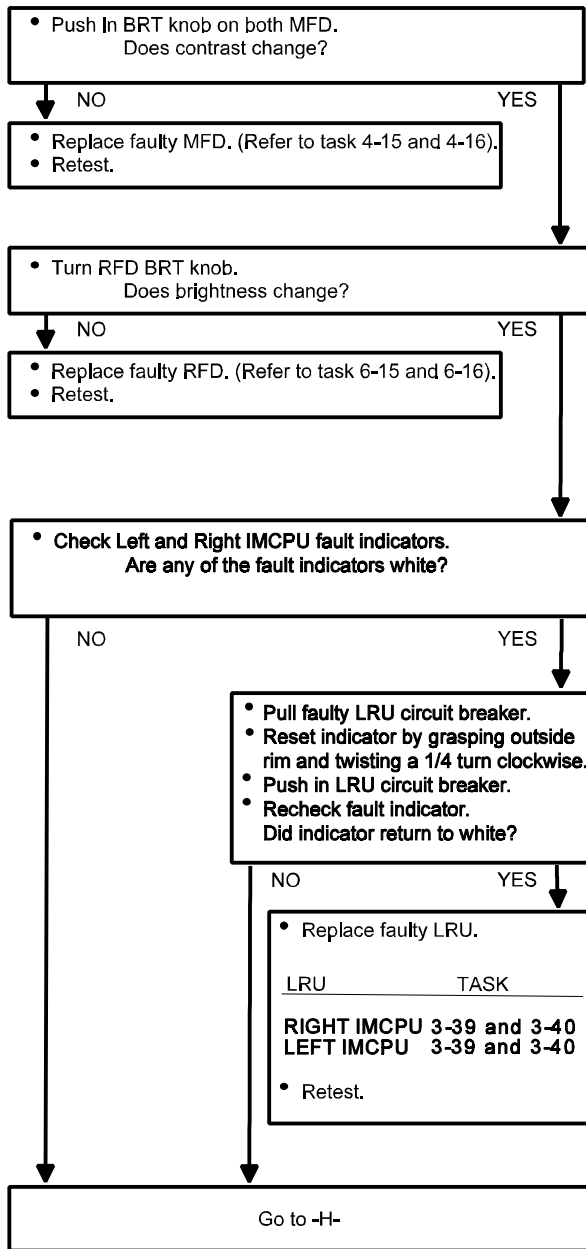 • Push In BRT knob on both MFD.
Does contrast change?
NO YES
• Replace faulty MFD. (Refer to task 4-15 and 4-16).
• Retest.
• Turn RFD BRT knob.
Does brightness change?
NO YES
• Replace faulty RFD. (Refer to task 6-15 and 6-16).
• Retest.
• Check Left and Right IMCPU fault indicators.
Are any of the fault indicators white?
NO YES
• Pull faulty LRU circuit breaker.
• Reset indicator by grasping outside
rim and twisting a 1/4 turn clockwise.
• Push in LRU circuit breaker.
• Recheck fault indicator.
Did indicator return to white?
NO YES
• Replace faulty LRU.
LRU TASK
RIGHT IMCPU 3-39 and 3-40
LEFT IMCPU 3-39 and 3-40
• Retest.
Go to -H-